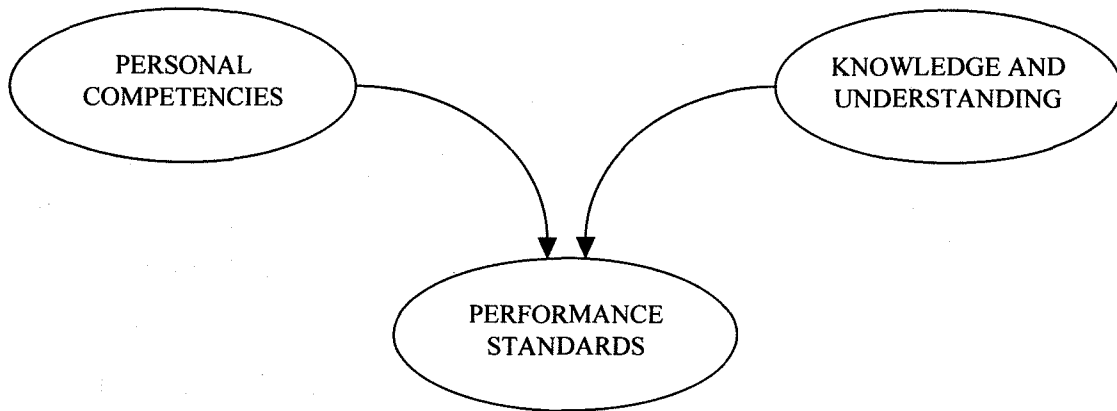 PERSONAL
COMPETENCIES
KNOWLEDGE AND
UNDERSTANDING
PERFORMANCE
STANDARDS